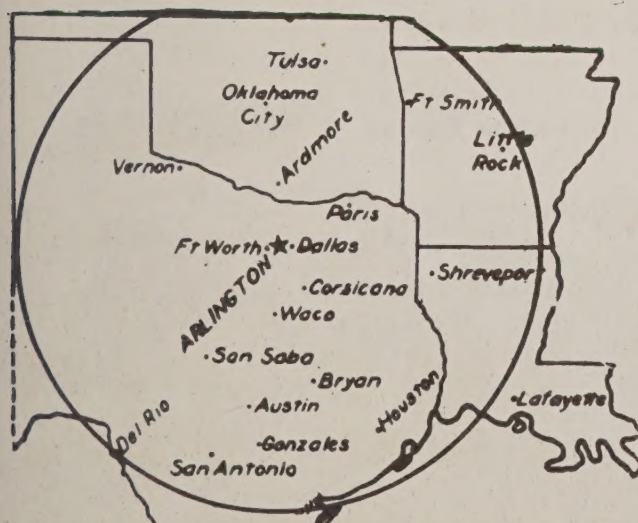 Tulsa
Oklahoma
City
Ft Smith
Ardmore
Little
Rock
Vernon
Paris
Ft Worth
Dallas
ARLINGTON
Shrevepor
Corsicana
Waco
San Saba
Bryan
Del Rio
Austin
Houston
Lafayette
Gonzales
San Antonio